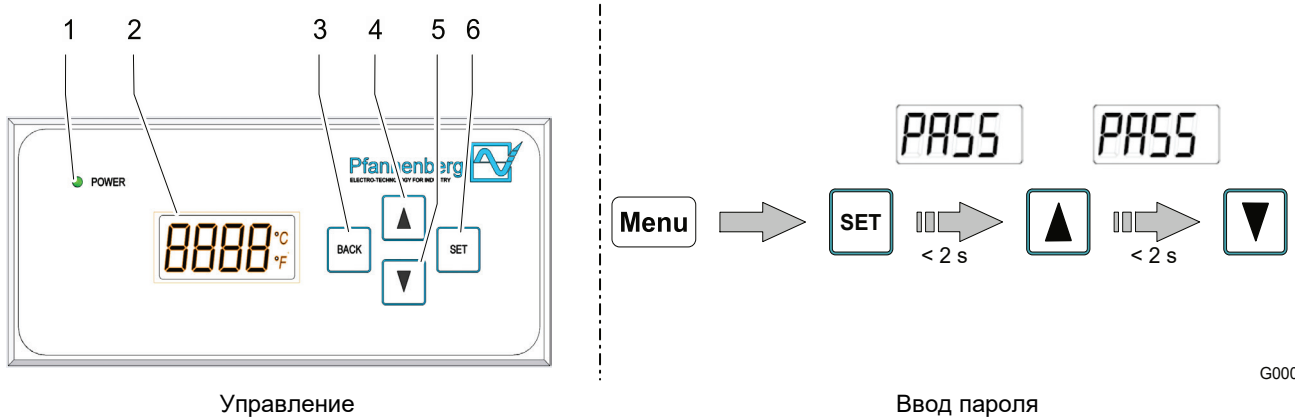 1 2 3 4 5 6
Pfannenberg
ELECTRO-TECHNOLOGY FOR INDUSTRY
POWER
8888 °C
°F
BACK
SET
PASS PASS
Menu
SET
< 2 s < 2 s
G000
Управление
Ввод пароля